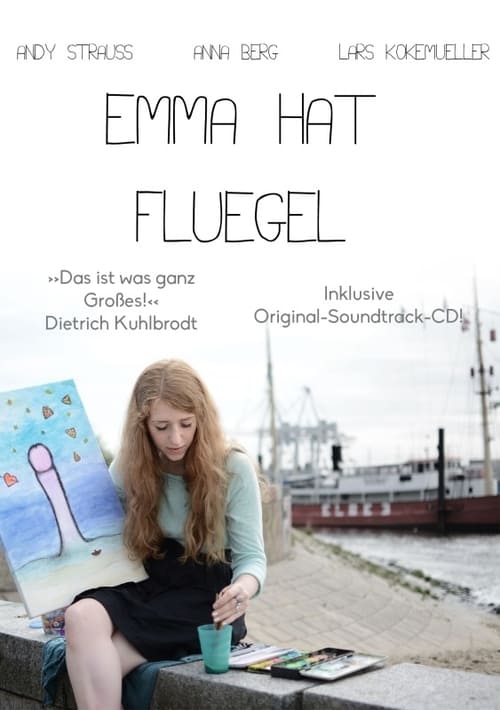 ANDY STRAUSS ANNA BERG LARS KOKEMUELLER
EMMA HAT
FLUEGEL
»Das ist was ganz
Großes!«
Dietrich Kuhlbrodt
Inklusive
Original-Soundtrack-CD!
ELBE 3